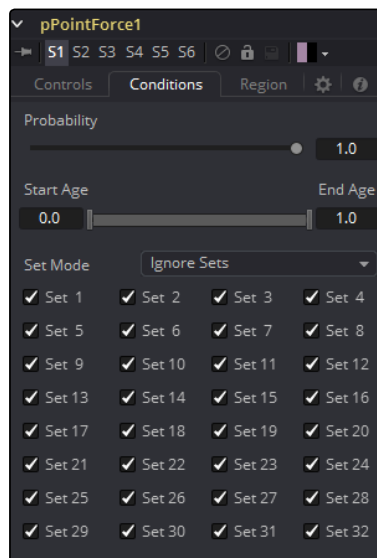 pPointForce1
S1 S2 S3 S4 S5 S6
Controls Conditions Region
Probability
1.0
Start Age End Age
0.0 1.0
Set Mode Ignore Sets
Set 1 Set 2 Set 3 Set 4
Set 5 Set 6 Set 7 Set 8
Set 9 Set 10 Set 11 Set 12
Set 13 Set 14 Set 15 Set 16
Set 17 Set 18 Set 19 Set 20
Set 21 Set 22 Set 23 Set 24
Set 25 Set 26 Set 27 Set 28
Set 29 Set 30 Set 31 Set 32